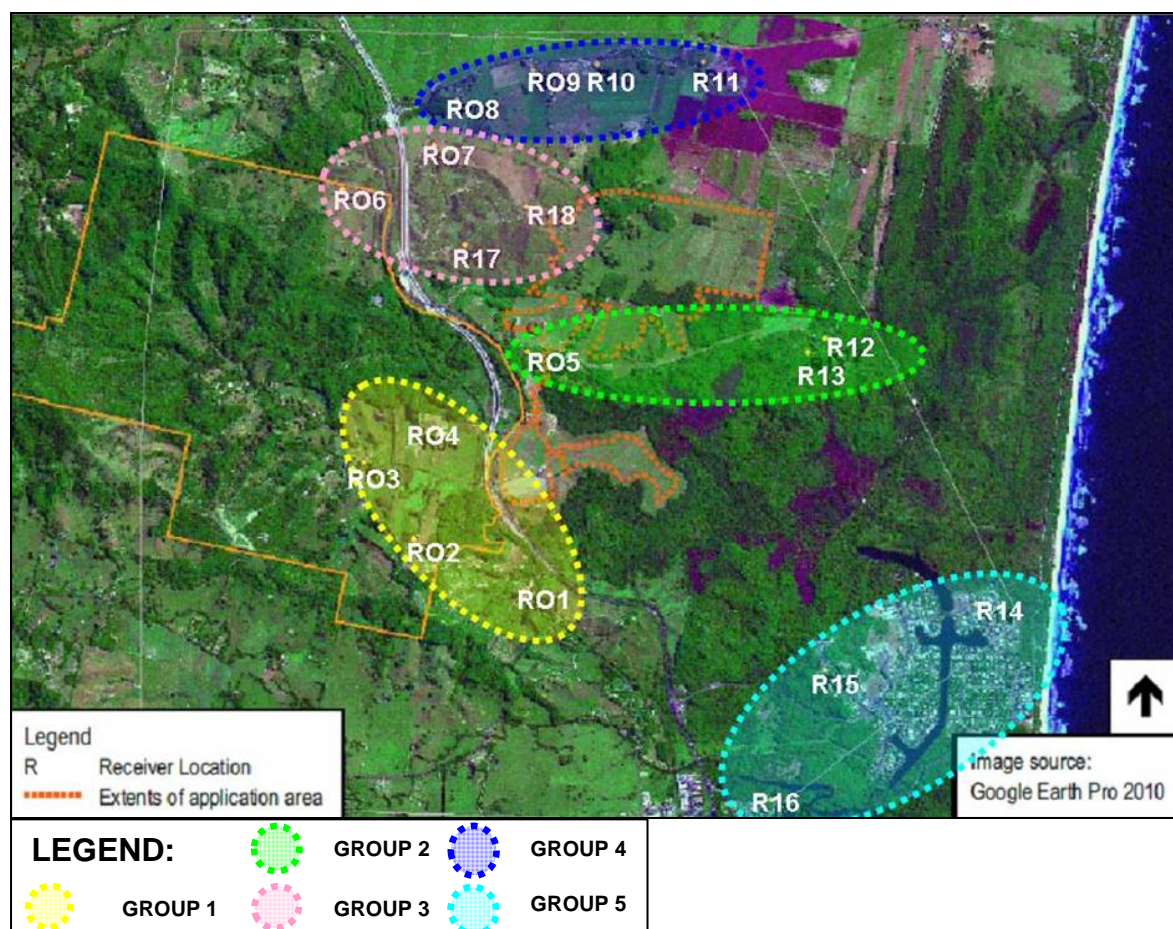 RO9 R10 R11
RO8
RO7
RO6
R18
R17
RO5
R12
R13
RO4
RO3
RO2
RO1
R14
R15
R16
Legend
R Receiver Location
Extents of application area
Image source:
Google Earth Pro 2010
LEGEND:
GROUP 2
GROUP 4
GROUP 1
GROUP 3
GROUP 5